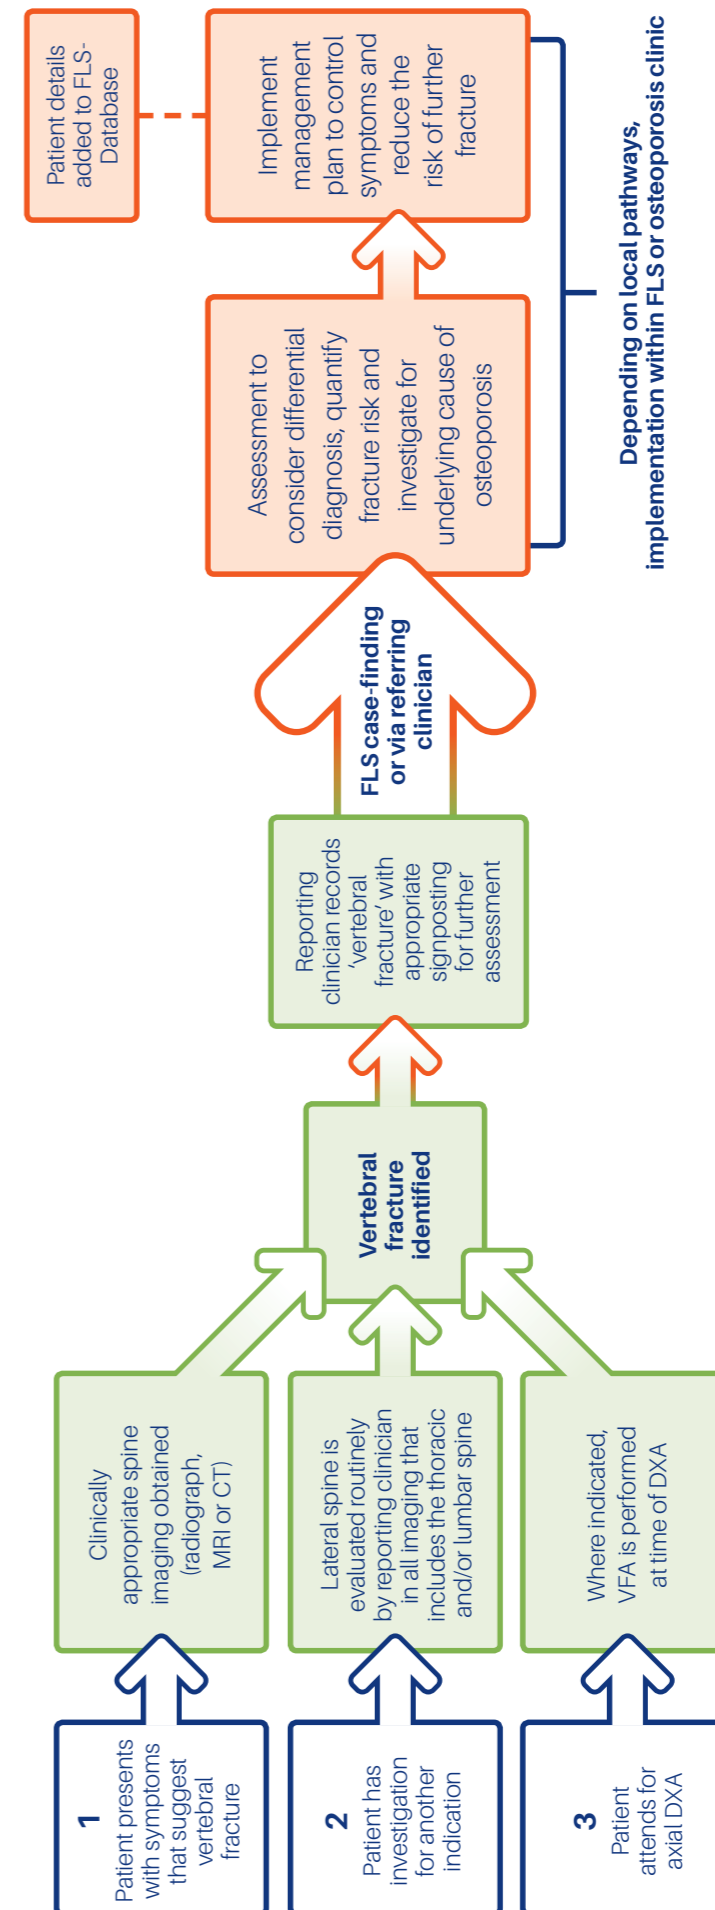 1
Patient presents
with symptoms
that suggest
vertebral
fracture
Clinically
appropriate spine
imaging obtained
(radiograph,
MRI or CT)
2
Patient has
investigation
for another
indication
Lateral spine is
evaluated routinely
by reporting clinician
in all imaging that
includes the thoracic
and/or lumbar spine
3
Patient
attends for
axial DXA
Where indicated,
VFA is performed
at time of DXA
Vertebral
fracture
identified
Reporting
clinician records
‘vertebral
fracture’ with
appropriate
signposting
for further
assessment
FLS case-finding
or via referring
clinician
Assessment to
consider differential
diagnosis, quantify
fracture risk and
investigate for
underlying cause of
osteoporosis
Implement
management
plan to control
symptoms and
reduce the
risk of further
fracture
Patient details
added to FLS-
Database
Depending on local pathways,
implementation within FLS or osteoporosis clinic